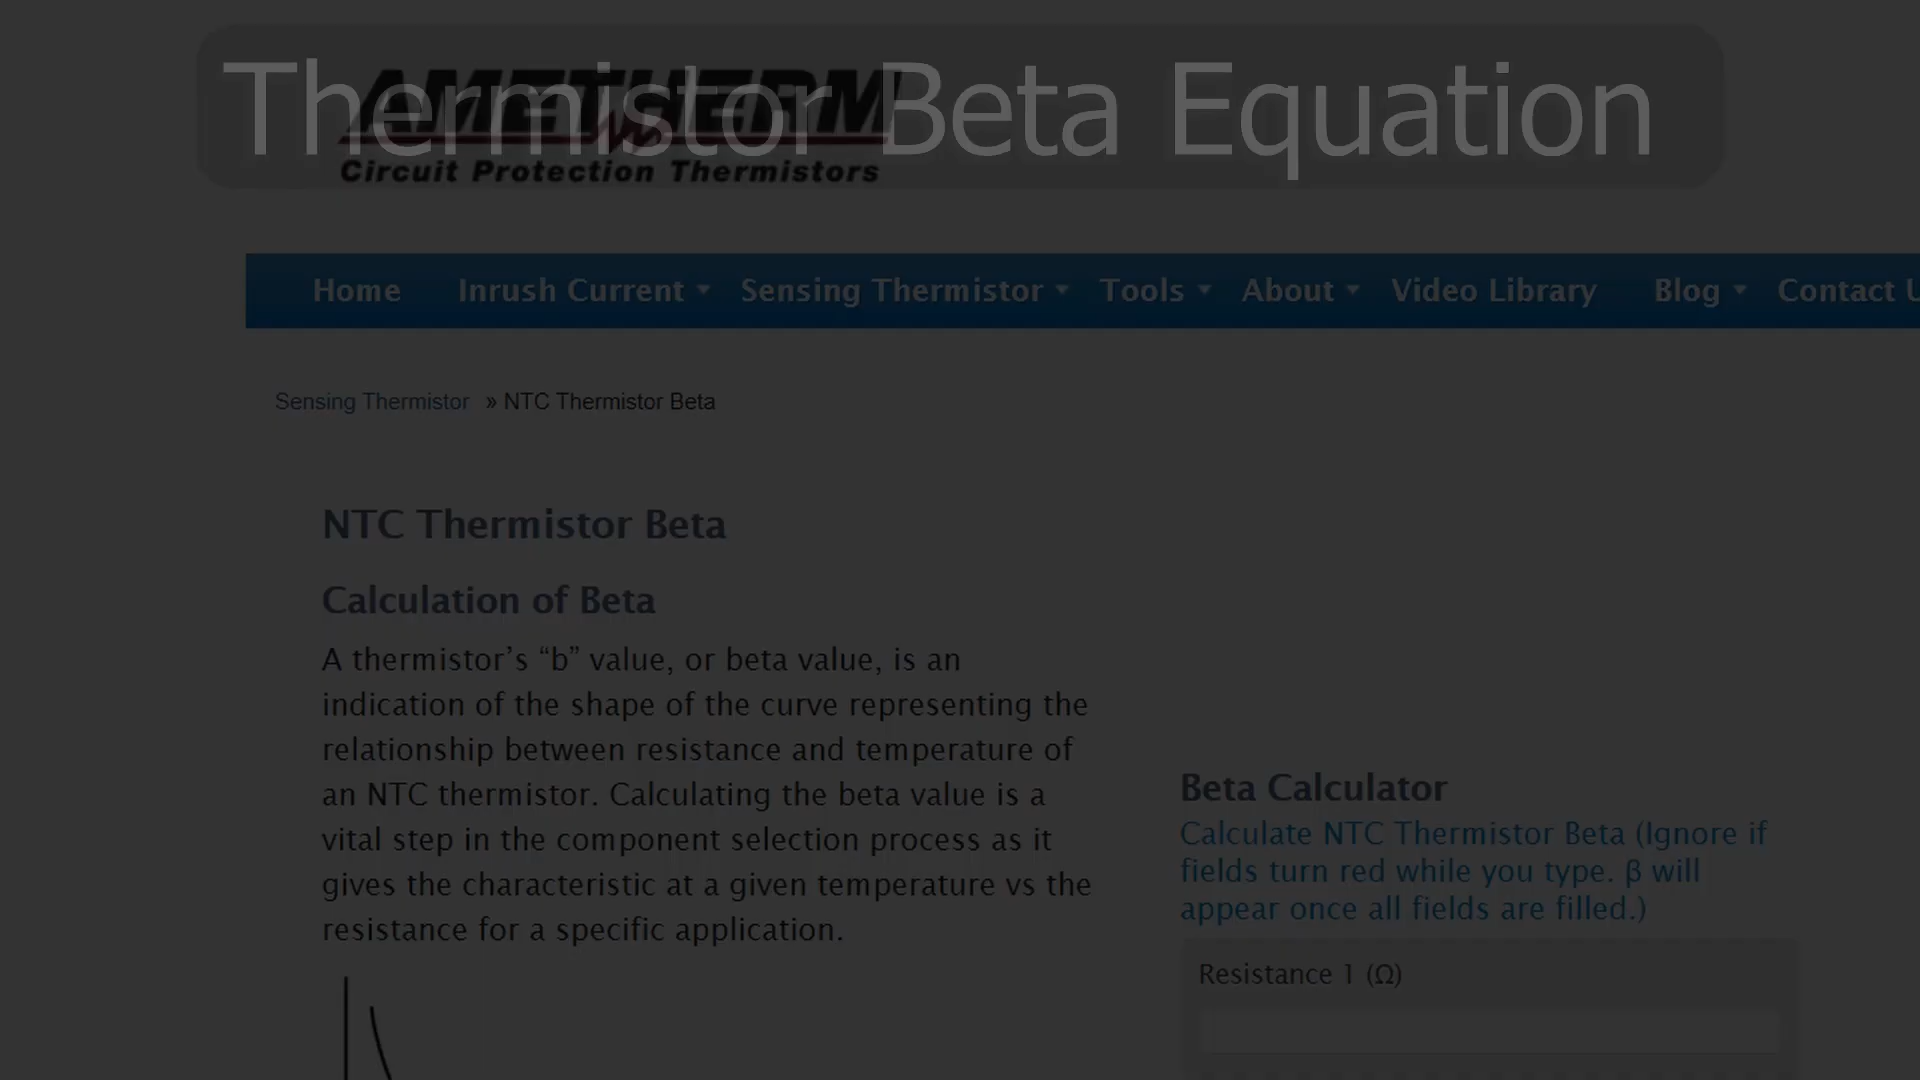 Thermistor Beta Equation
AMETHERM
Circuit Protection Thermistors
Home Inrush Current Sensing Thermistor Tools About Video Library Blog Contact U
Sensing Thermistor » NTC Thermistor Beta
NTC Thermistor Beta
Calculation of Beta
A thermistor’s “b” value, or beta value, is an
indication of the shape of the curve representing the
relationship between resistance and temperature of
an NTC thermistor. Calculating the beta value is a
vital step in the component selection process as it
gives the characteristic at a given temperature vs the
resistance for a specific application.
Beta Calculator
Calculate NTC Thermistor Beta (Ignore if
fields turn red while you type. β will
appear once all fields are filled.)
Resistance 1 (Ω)